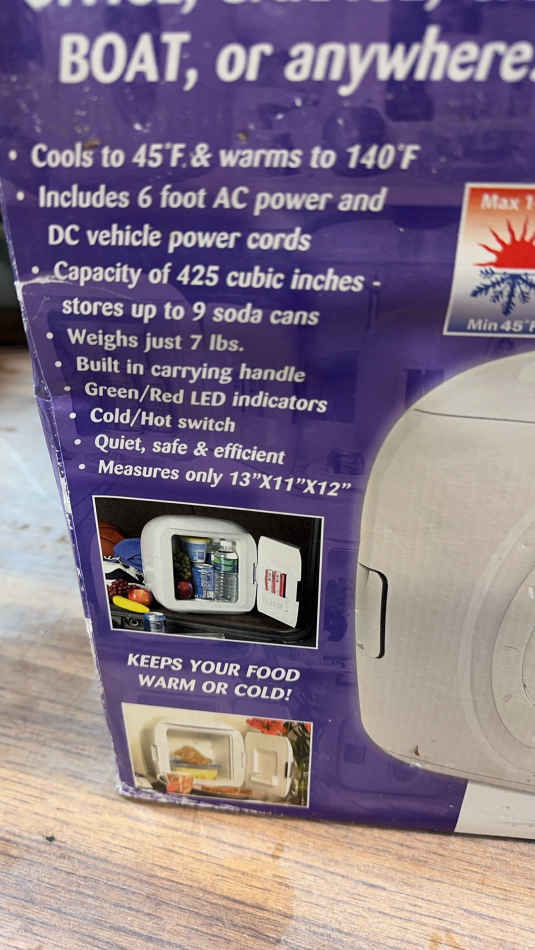 BOAT, or anywhere.
• Cools to 45°F. & warms to 140°F
• Includes 6 foot AC power and
DC vehicle power cords
• Capacity of 425 cubic inches -
stores up to 9 soda cans
• Weighs just 7 lbs.
• Built in carrying handle
• Green/Red LED indicators
• Cold/Hot switch
• Quiet, safe & efficient
• Measures only 13"X11"X12"
Max 1
Min 45°F
KEEPS YOUR FOOD
WARM OR COLD!